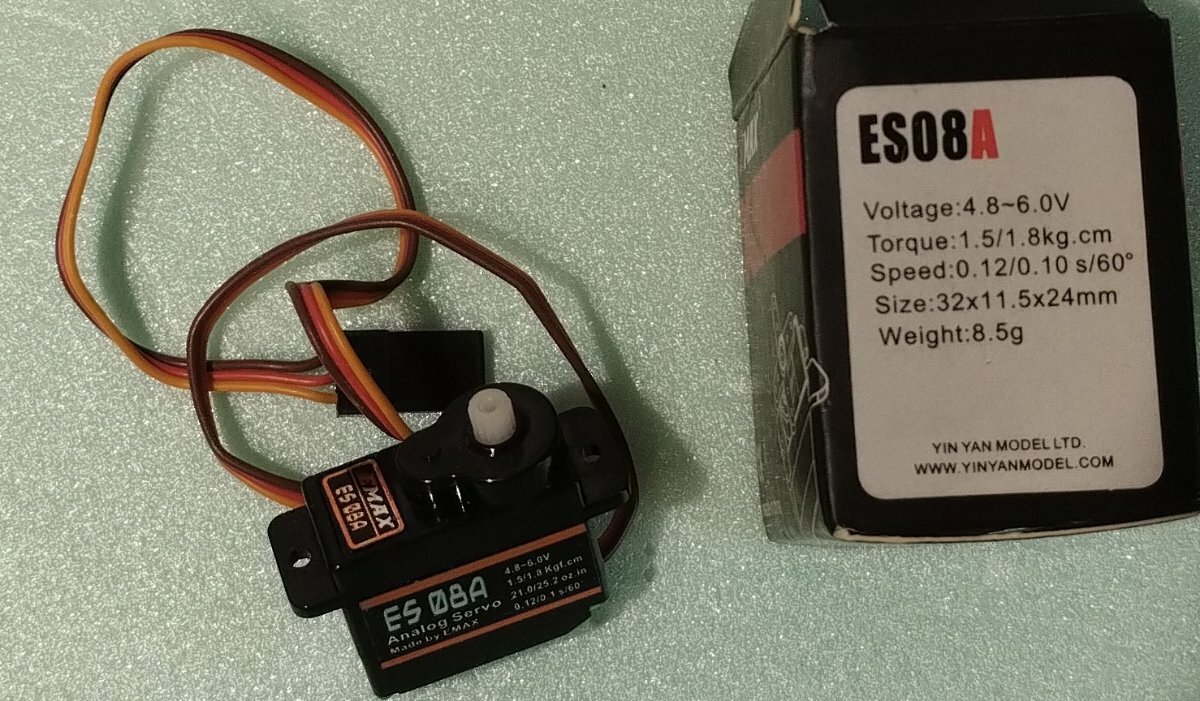 ES08A
Voltage:4.8~6.0V
Torque:1.5/1.8kg.cm
Speed:0.12/0.10 s/60°
Size:32x11.5x24mm
Weight:8.5g
YIN YAN MODEL LTD.
WWW.YINYANMODEL.COM
MAX
ES08A
ES 08A
Analog Servo
Made by EMAX
4.8~6.0V
1.5/1.8 Kgf.cm
21.0/25.2 oz.in
0.12/0.1 s/60°